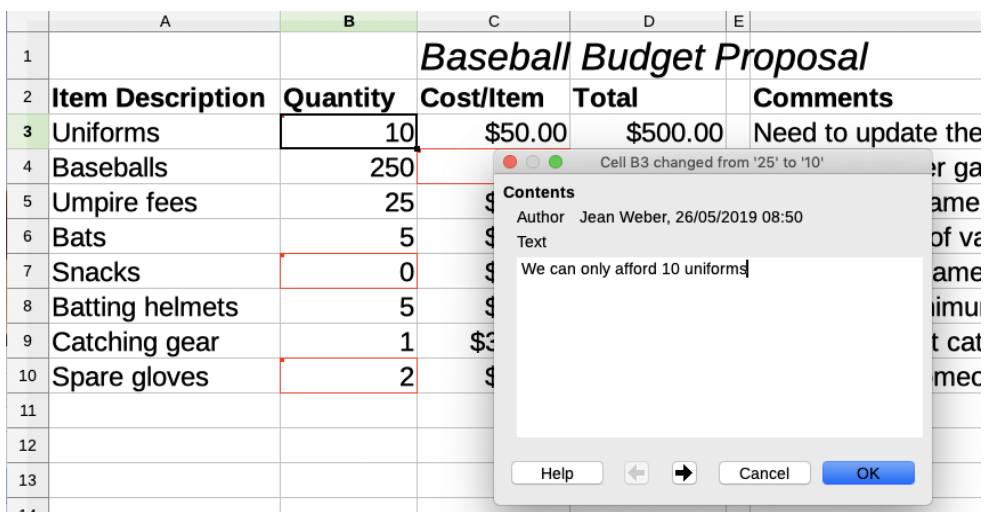 A B C D E
1 Baseball Budget Proposal
2 Item Description Quantity Cost/Item Total Comments
3 Uniforms 10 $50.00 $500.00 Need to update the
4 Baseballs 250
5 Umpire fees 25 $
6 Bats 5 $
7 Snacks 0 $
8 Batting helmets 5 $
9 Catching gear 1
10 Spare gloves 2 $
11
12
13
Cell B3 changed from '25' to '10'
Contents
Author Jean Weber, 26/05/2019 08:50
Text
We can only afford 10 uniforms
Help Cancel OK